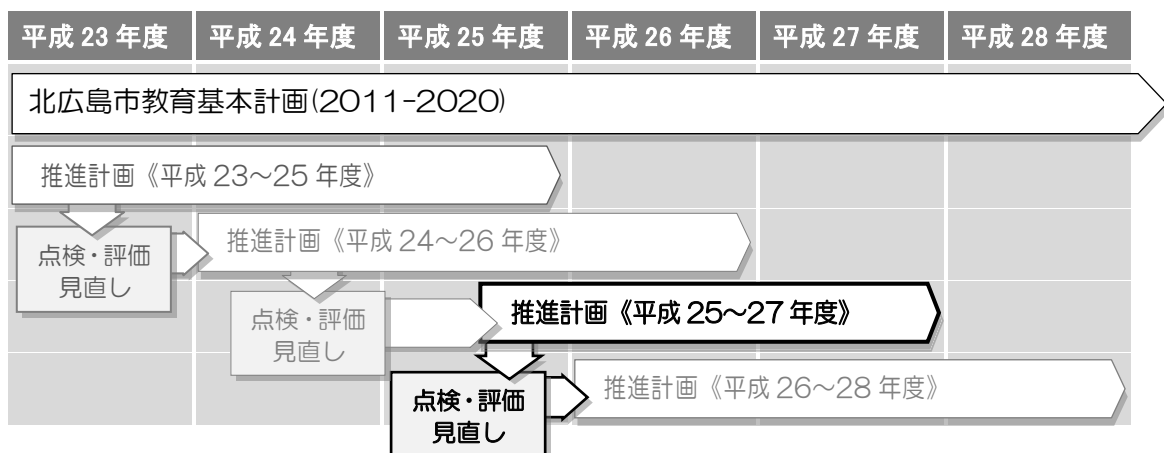 平成 23 年度
平成 24 年度
平成 25 年度
平成 26 年度
平成 27 年度
平成 28 年度
北広島市教育基本計画(2011-2020)
推進計画《平成 23~25 年度》
点検・評価
見直し
推進計画《平成 24~26 年度》
点検・評価
見直し
推進計画《平成 25~27 年度》
点検・評価
見直し
推進計画《平成 26~28 年度》